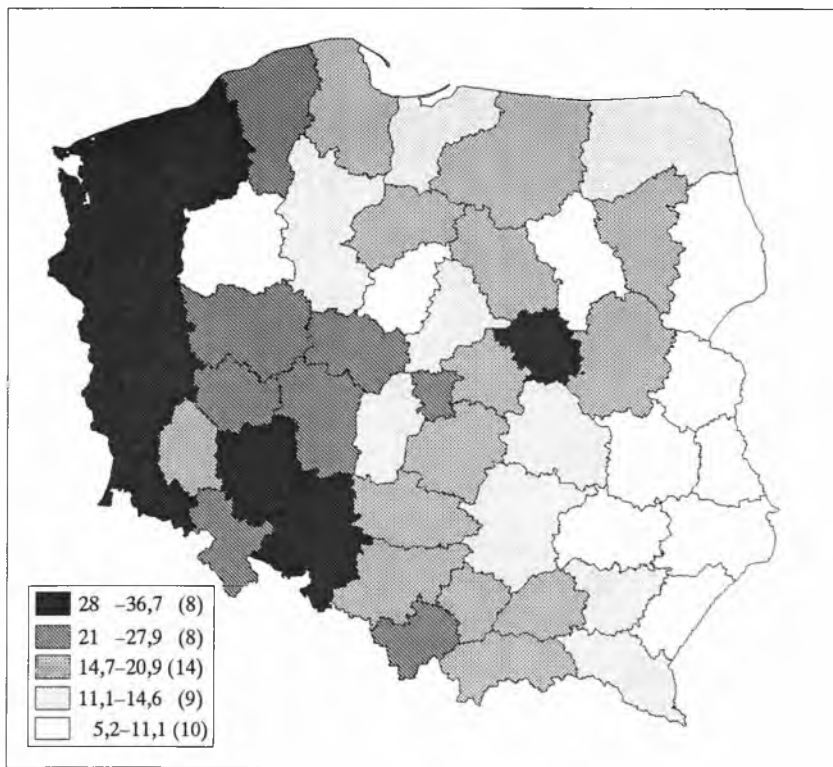 28 –36,7 (8)
21 –27,9 (8)
14,7–20,9 (14)
11,1–14,6 (9)
5,2–11,1 (10)